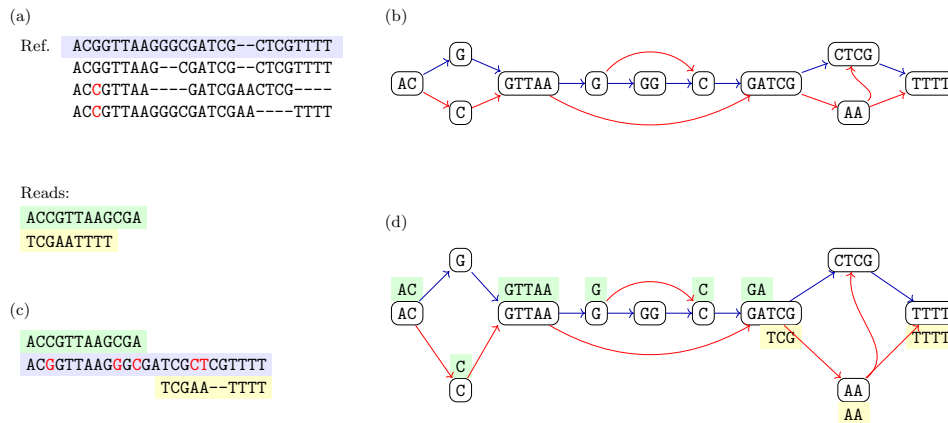 (a)
Ref. ACGGTTAAGGGCGATCG--CTCGTTTT
ACGGTTAAG--CGATCG--CTCGTTTT
ACCGTTAA----GATCGAACTCG----
ACCGTTAAGGGCGATCGAA----TTTT
Reads:
ACCGTTAAGCGA
TCGAATTTT
(c)
ACCGTTAAGCGA
ACGGTTAAGGGCGATCGCTCGTTTT
TCGAA--TTTT
(b)
G CTCG
AC GTTAA G GG C GATCG TTTT
C AA
(d)
G CTCG
AC GTTAA G C GA
AC GTTAA G GG C GATCG TTTT
TCG TTTT
C
C AA
AA